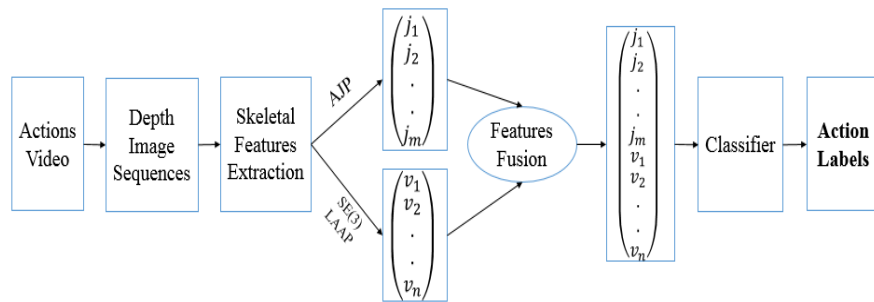 Actions
Video
Depth
Image
Sequences
Skeletal
Features
Extraction
AJP
SE(3)
LAAP
j₁
j₂
.
.
jₘ
v₁
v₂
.
.
vₙ
Features
Fusion
j₁
j₂
.
.
jₘ
v₁
v₂
.
.
vₙ
Classifier
Action
Labels